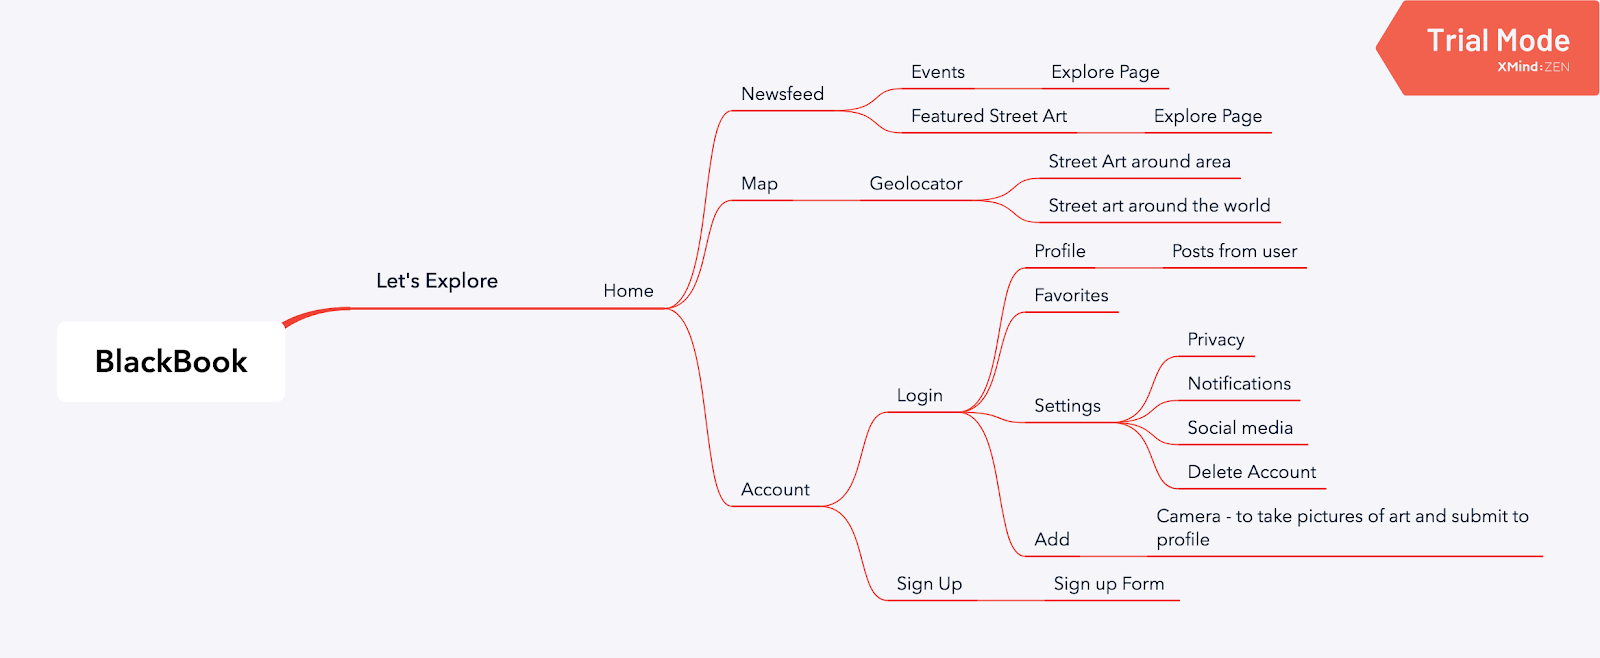 Trial Mode
XMind:ZEN
Events
Explore Page
Newsfeed
Featured Street Art
Explore Page
Street Art around area
Map
Geolocator
Street art around the world
Profile
Posts from user
Let's Explore
Home
Favorites
Privacy
BlackBook
Notifications
Login
Settings
Social media
Delete Account
Account
Camera - to take pictures of art and submit to
profile
Add
Sign Up
Sign up Form